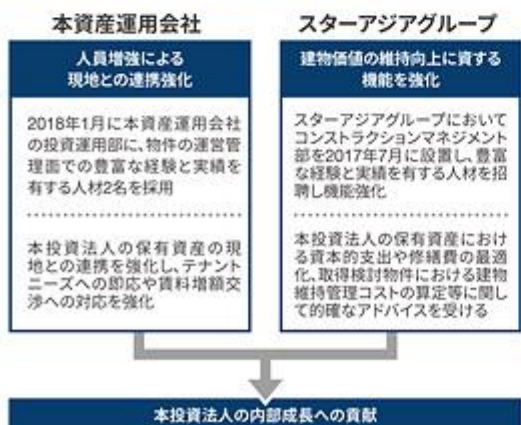 本資産運用会社
人員増強による
現地との連携強化
2018年1月に本資産運用会社
の投資運用部に、物件の運営管
理面での豊富な経験と実績を
有する人材2名を採用
本投資法人の保有資産の現
地との連携を強化し、テナント
ニーズへの即応や賃料増額交
渉への対応を強化
スターアジアグループ
建物価値の維持向上に資する
機能を強化
スターアジアグループにおいて
コンストラクションマネジメント
部を2017年7月に設置し、豊富
な経験と実績を有する人材を招
聘し機能強化
本投資法人の保有資産におけ
る資本的支出や修繕費の最適
化、取得検討物件における建物
維持管理コストの算定等に関し
て的確なアドバイスを受ける
本投資法人の内部成長への貢献